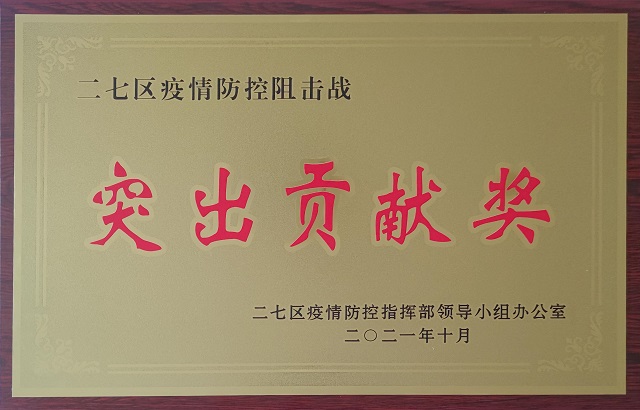 二七区疫情防控阻击战
突出贡献奖
二七区疫情防控指挥部领导小组办公室
二〇二一年十月